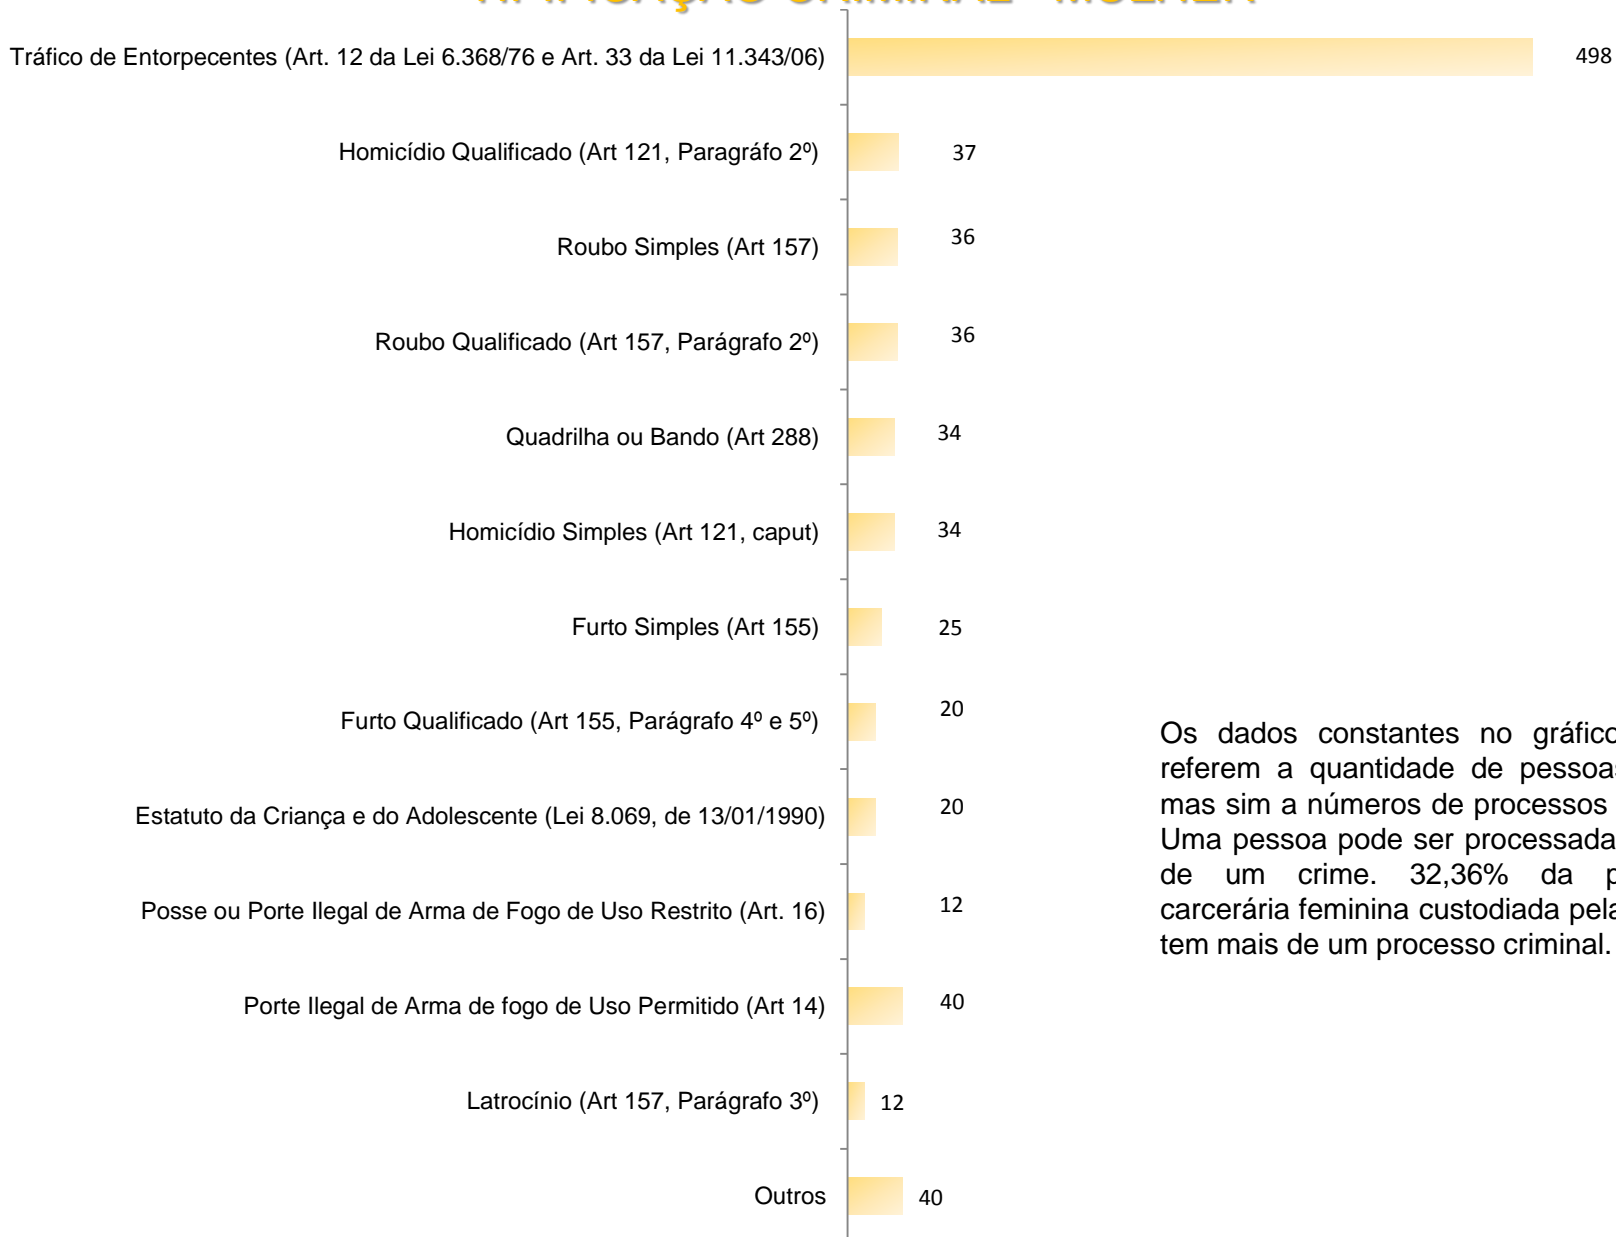 TIPIFICAÇÃO CRIMINAL - MULHER
Tráfico de Entorpecentes (Art. 12 da Lei 6.368/76 e Art. 33 da Lei 11.343/06) 498
Homicídio Qualificado (Art 121, Paragráfo 2º) 37
Roubo Simples (Art 157) 36
Roubo Qualificado (Art 157, Parágrafo 2º) 36
Quadrilha ou Bando (Art 288) 34
Homicídio Simples (Art 121, caput) 34
Furto Simples (Art 155) 25
Furto Qualificado (Art 155, Parágrafo 4º e 5º) 20
Estatuto da Criança e do Adolescente (Lei 8.069, de 13/01/1990) 20
Posse ou Porte Ilegal de Arma de Fogo de Uso Restrito (Art. 16) 12
Porte Ilegal de Arma de fogo de Uso Permitido (Art 14) 40
Latrocínio (Art 157, Parágrafo 3º) 12
Outros 40
Os dados constantes no gráfico
referem a quantidade de pessoas
mas sim a números de processos
Uma pessoa pode ser processada
de um crime. 32,36% da
carcerária feminina custodiada pela
tem mais de um processo criminal.